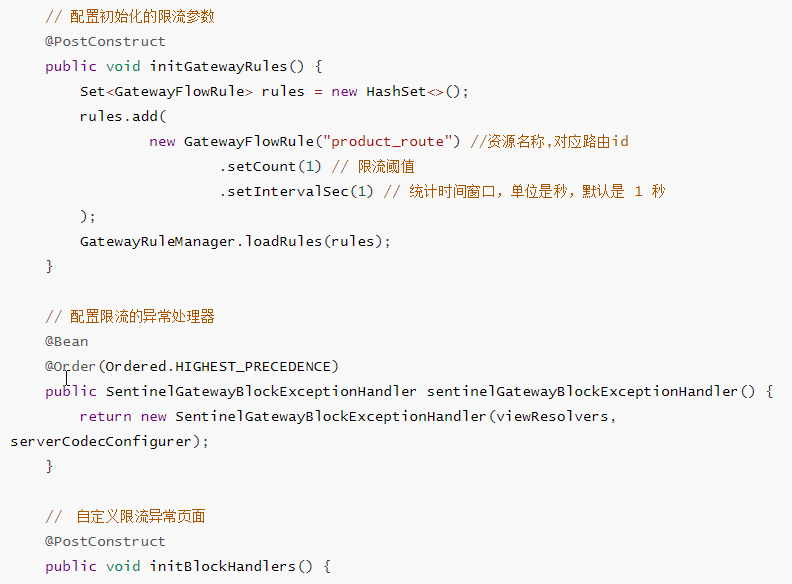 // 配置初始化的限流参数
@PostConstruct
public void initGatewayRules() {
Set<GatewayFlowRule> rules = new HashSet<>();
rules.add(
new GatewayFlowRule("product_route") //资源名称,对应路由id
.setCount(1) // 限流阈值
.setIntervalSec(1) // 统计时间窗口，单位是秒，默认是 1 秒
);
GatewayRuleManager.loadRules(rules);
}
// 配置限流的异常处理器
@Bean
@Order(Ordered.HIGHEST_PRECEDENCE)
public SentinelGatewayBlockExceptionHandler sentinelGatewayBlockExceptionHandler() {
return new SentinelGatewayBlockExceptionHandler(viewResolvers,
serverCodecConfigurer);
}
// 自定义限流异常页面
@PostConstruct
public void initBlockHandlers() {